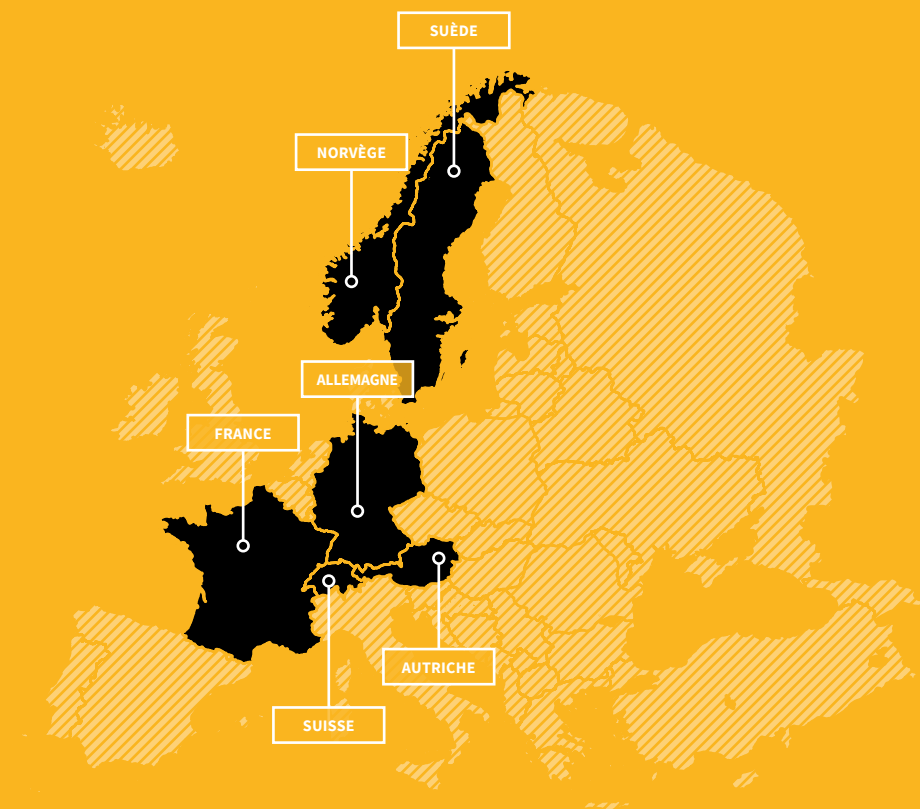 SUÈDE
NORVÈGE
ALLEMAGNE
FRANCE
AUTRICHE
SUISSE